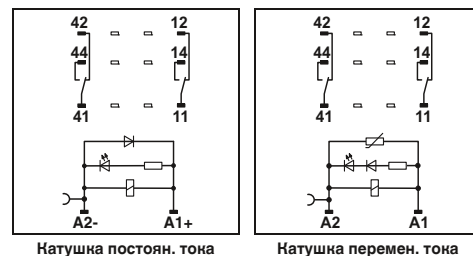 42 12 42 12
44 14 44 14
41 11 41 11
A2- A1+ A2 A1
Катушка постоян. тока Катушка перемен. тока